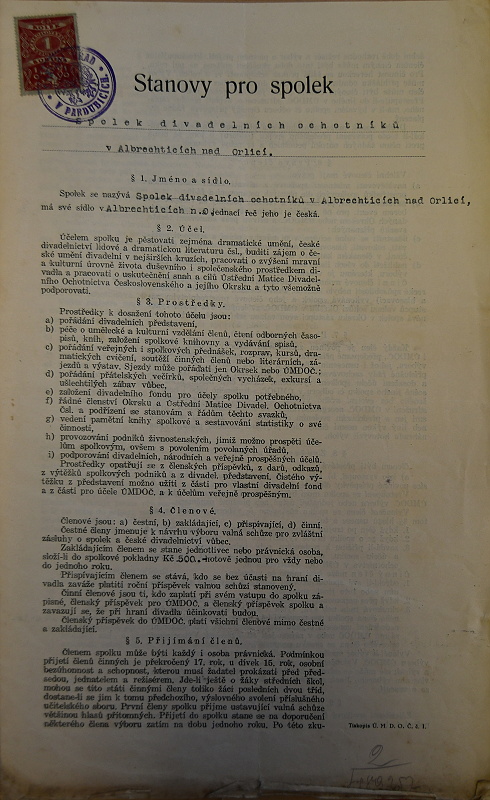 KOLEK
1
KORUNA
V PARDUBICÍCH
Stanovy pro spolek
Spolek divadelních ochotníků
v Albrechticích nad Orlicí.
§ 1. Jméno a sídlo.
Spolek se nazývá Spolek divadelních ochotníků v Albrechticích nad Orlicí,
má své sídlo v Albrechticích n.O jednací řeč jeho je česká.
§ 2. Účel.
Účelem spolku je pěstovati zejména dramatické umění, české
divadelnictví lidové a dramatickou literaturu čsl., buditi zájem o če-
ské umění divadelní v nejširších kruzích, pracovati o zvýšení mravní
a kulturní úrovně života duševního i společenského prostředkem di-
vadla a pracovati o uskutečnění snah a cílů Ústřední Matice Divadel-
ního Ochotnictva Československého a jejího Okrsku a tyto všemožně
podporovati.
§ 3. Prostředky.
Prostředky k dosažení tohoto účelu jsou:
a) pořádání divadelních představení,
b) péče o umělecké a kulturní vzdělání členů, čtení odborných časo-
pisů, knih, založení spolkové knihovny a vydávání spisů,
c) pořádání veřejných i spolkových přednášek, rozprav, kursů, dra-
matických cvičení, soutěží činných členů nebo literárních, zá-
jezdů a výstav. Sjezdy může pořádati jen Okrsek nebo ÚMDOČ.;
d) pořádání přátelských večírků, společných vycházek, exkursí a
ušlechtilých zábav vůbec,
e) založení divadelního fondu pro účely spolku potřebného,
f) řádné členství Okrsku a Ústřední Matice Divadel. Ochotnictva
Čsl. a podřízení se stanovám a řádům těchto svazků,
g) vedení pamětní knihy spolkové a sestavování statistiky o své
činnosti,
h) provozování podniků živnostenských, jimiž možno prospěti úče-
lům spolkovým, ovšem s povolením povolaných úřadů,
i) podporování divadelních, národních a veřejně prospěšných účelů.
Prostředky opatřují se z členských příspěvků, z darů, odkazů,
z výtěžků spolkových podniků a z divadel. představení. Čistého vý-
těžku z představení možno užíti z části pro vlastní divadelní fond
a z části pro účele ÚMDOČ., a k účelům veřejně prospěšným.
§ 4. Členové.
Členové jsou: a) čestní, b) zakládající, c) přispívající, d) činní.
Čestné členy jmenuje k návrhu výboru valná schůze pro zvláštní
zásluhy o spolek a české divadelnictví vůbec.
Zakládajícím členem se stane jednotlivec nebo právnická osoba,
složí-li do spolkové pokladny Kč 500.- hotově jednou pro vždy nebo
do jednoho roku.
Přispívajícím členem se stává, kdo se bez účasti na hraní di-
vadla zaváže platiti roční příspěvek valnou schůzí stanovený.
Činní členové jsou ti, kdo zaplatí při svém vstupu do spolku zá-
pisné, členský příspěvek pro ÚMDOČ, a členský příspěvek spolku a
zavazují se, že při hraní divadla účinkovati budou.
Členský příspěvek do ÚMDOČ. platí všichni členové mimo čestné
a zakládající.
§ 5. Přijímání členů.
Členem spolku může býti každý i osoba právnická. Podmínkou
přijetí členů činných je překročený 17. rok, u dívek 16. rok, osobní
bezúhonnost a schopnost, kterou musí žadatel prokázati před před-
sedou, jednatelem a režisérem. Jde-li ještě o žáky středních škol,
mohou se tito státi činnými členy toliko žáci posledních dvou tříd,
dostane-li se jim k tomu předchozího, výslovného svolení příslušného
učitelského sboru. První členy spolku přijme ustavující valná schůze
většinou hlasů přítomných. Přijetí do spolku stane se na doporučení
některého člena výboru zatím na dobu jednoho roku. Po této zku-
Tiskopis Ú. M. D. O. Č. č. 1.
2